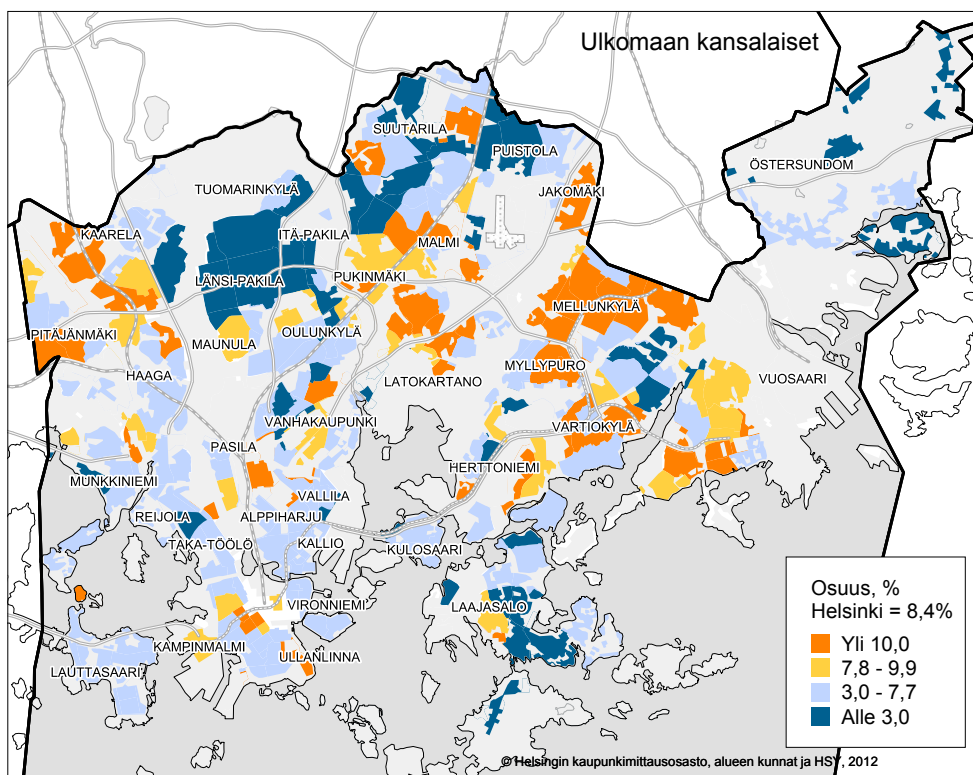 Ulkomaan kansalaiset
SUUTARILA
PUISTOLA
ÖSTERSUNDOM
TUOMARINKYLÄ
JAKOMÄKI
KAARELA
ITÄ-PAKILA
MALMI
LÄNSI-PAKILA
PUKINMÄKI
MELLUNKYLÄ
PITÄJÄNMÄKI
MAUNULA
OULUNKYLÄ
HAAGA
LATOKARTANO
MYLLYPURO
VUOSAARI
VANHAKAUPUNKI
VARTIOKYLÄ
PASILA
HERTTONIEMI
MUNKKINIEMI
VALLILA
REIJOLA
ALPPIHARJU
TAKA-TÖÖLÖ
KALLIO
KULOSAARI
VIRONNIEMI
LAAJASALO
KAMPINMALMI
ULLANLINNA
LAUTTASAARI
Osuus, %
Helsinki = 8,4%
Yli 10,0
7,8 - 9,9
3,0 - 7,7
Alle 3,0
© Helsingin kaupunkimittausosasto, alueen kunnat ja HSY, 2012